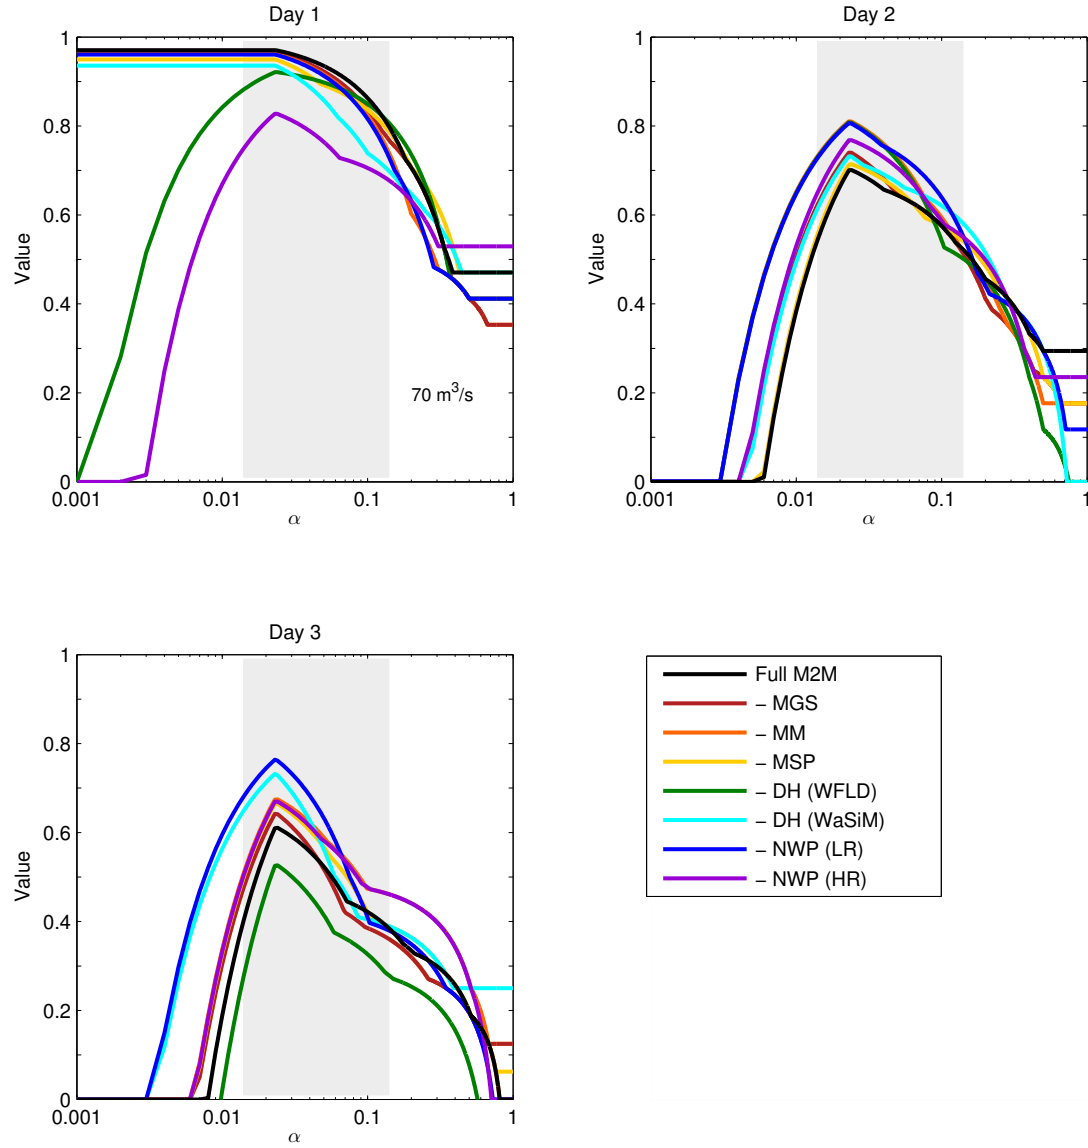 Day 1
1
0.8
0.6
0.4
0.2
0
Value
0.001
0.01
0.1
1
α
70 m³/s
Day 2
1
0.8
0.6
0.4
0.2
0
Value
0.001
0.01
0.1
1
α
Day 3
1
0.8
0.6
0.4
0.2
0
Value
0.001
0.01
0.1
1
α
Full M2M
– MGS
– MM
– MSP
– DH (WFLD)
– DH (WaSiM)
– NWP (LR)
– NWP (HR)